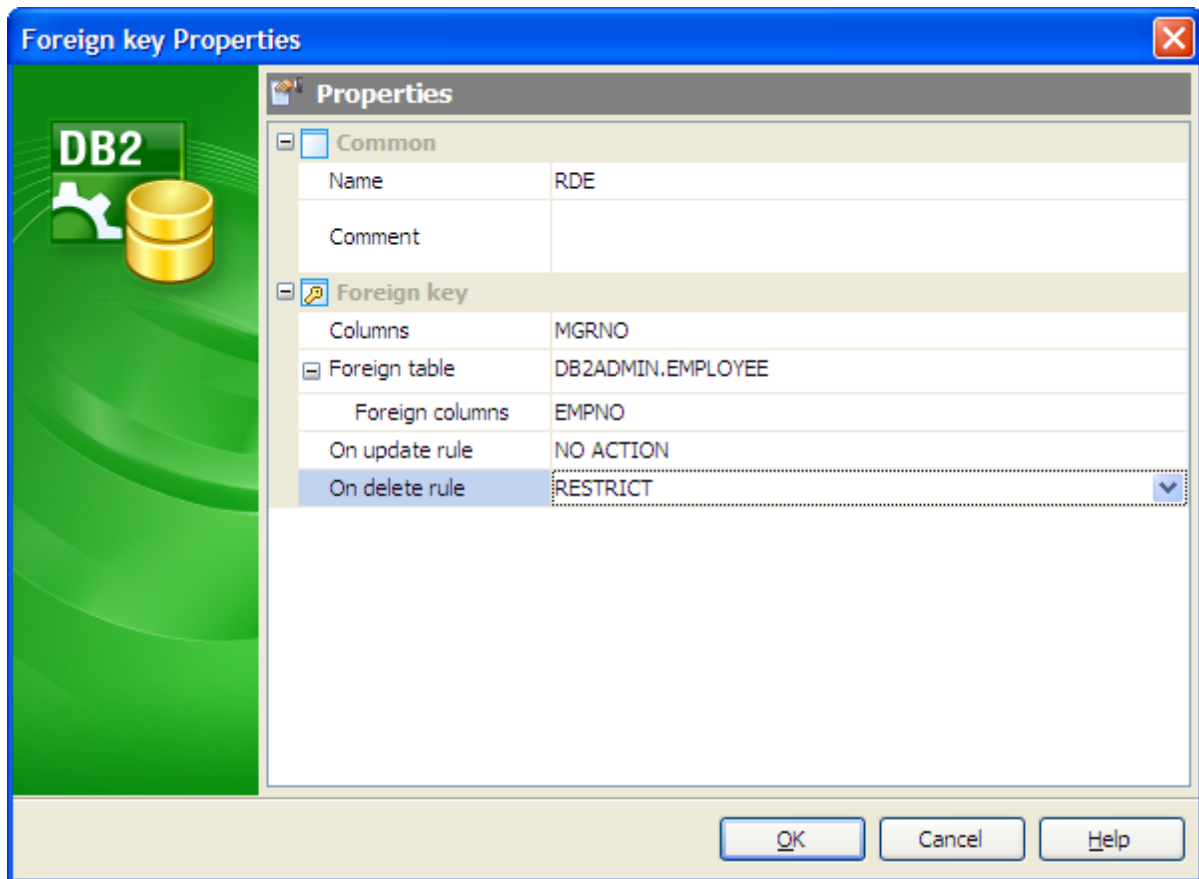 Foreign key Properties
DB2
Properties
Common
Name RDE
Comment
Foreign key
Columns MGRNO
Foreign table DB2ADMIN.EMPLOYEE
Foreign columns EMPNO
On update rule NO ACTION
On delete rule RESTRICT
OK Cancel Help